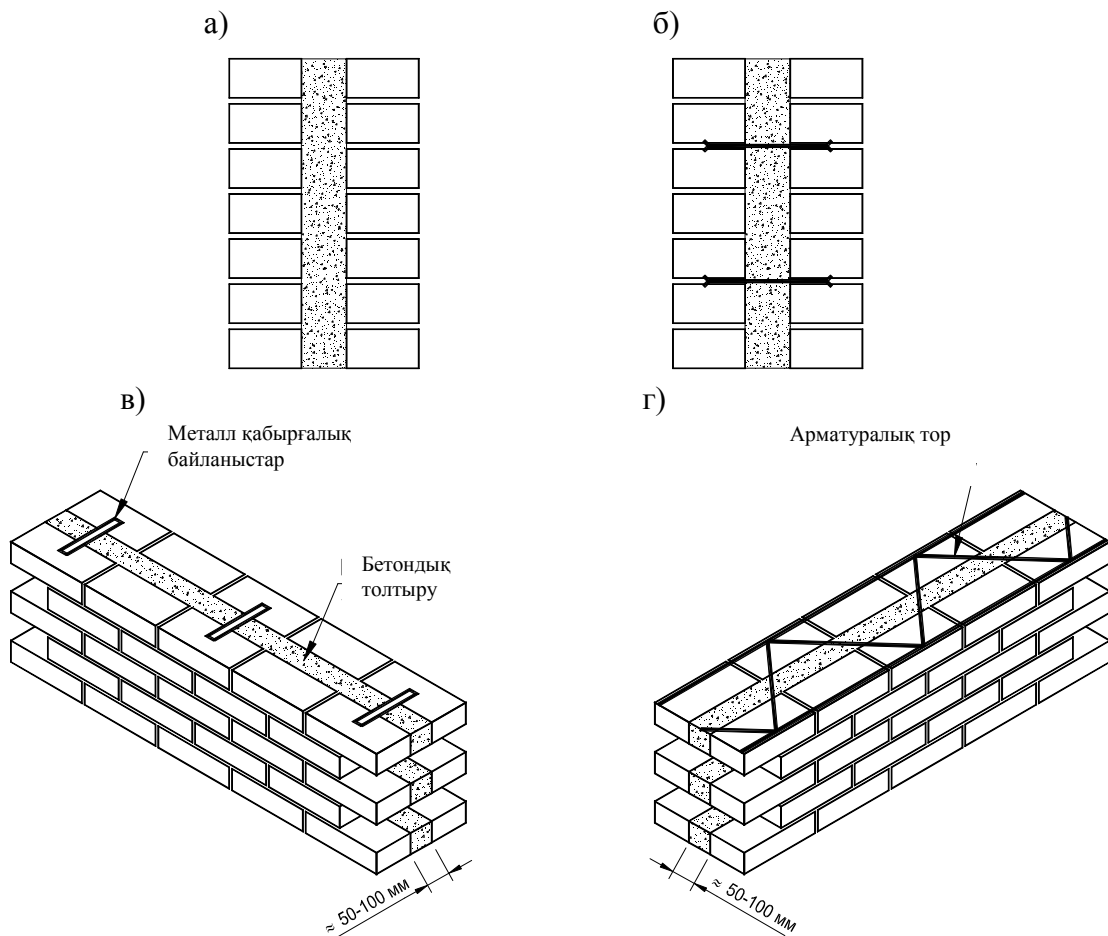 а)
б)
в)
г)
Металл қабырғалық
байланыстар
Арматуралық тор
Бетондық
толтыру
≈ 50-100 мм
≈ 50-100 мм